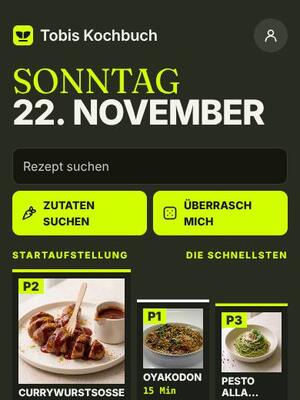 Tobis Kochbuch
SONNTAG
22. NOVEMBER
Rezept suchen
ZUTATEN
SUCHEN
ÜBERRASCH
MICH
STARTAUFSTELLUNG
DIE SCHNELLSTEN
P2
CURRYWURSTSOSSE
P1
OYAKODON
15 Min
P3
PESTO
ALLA...